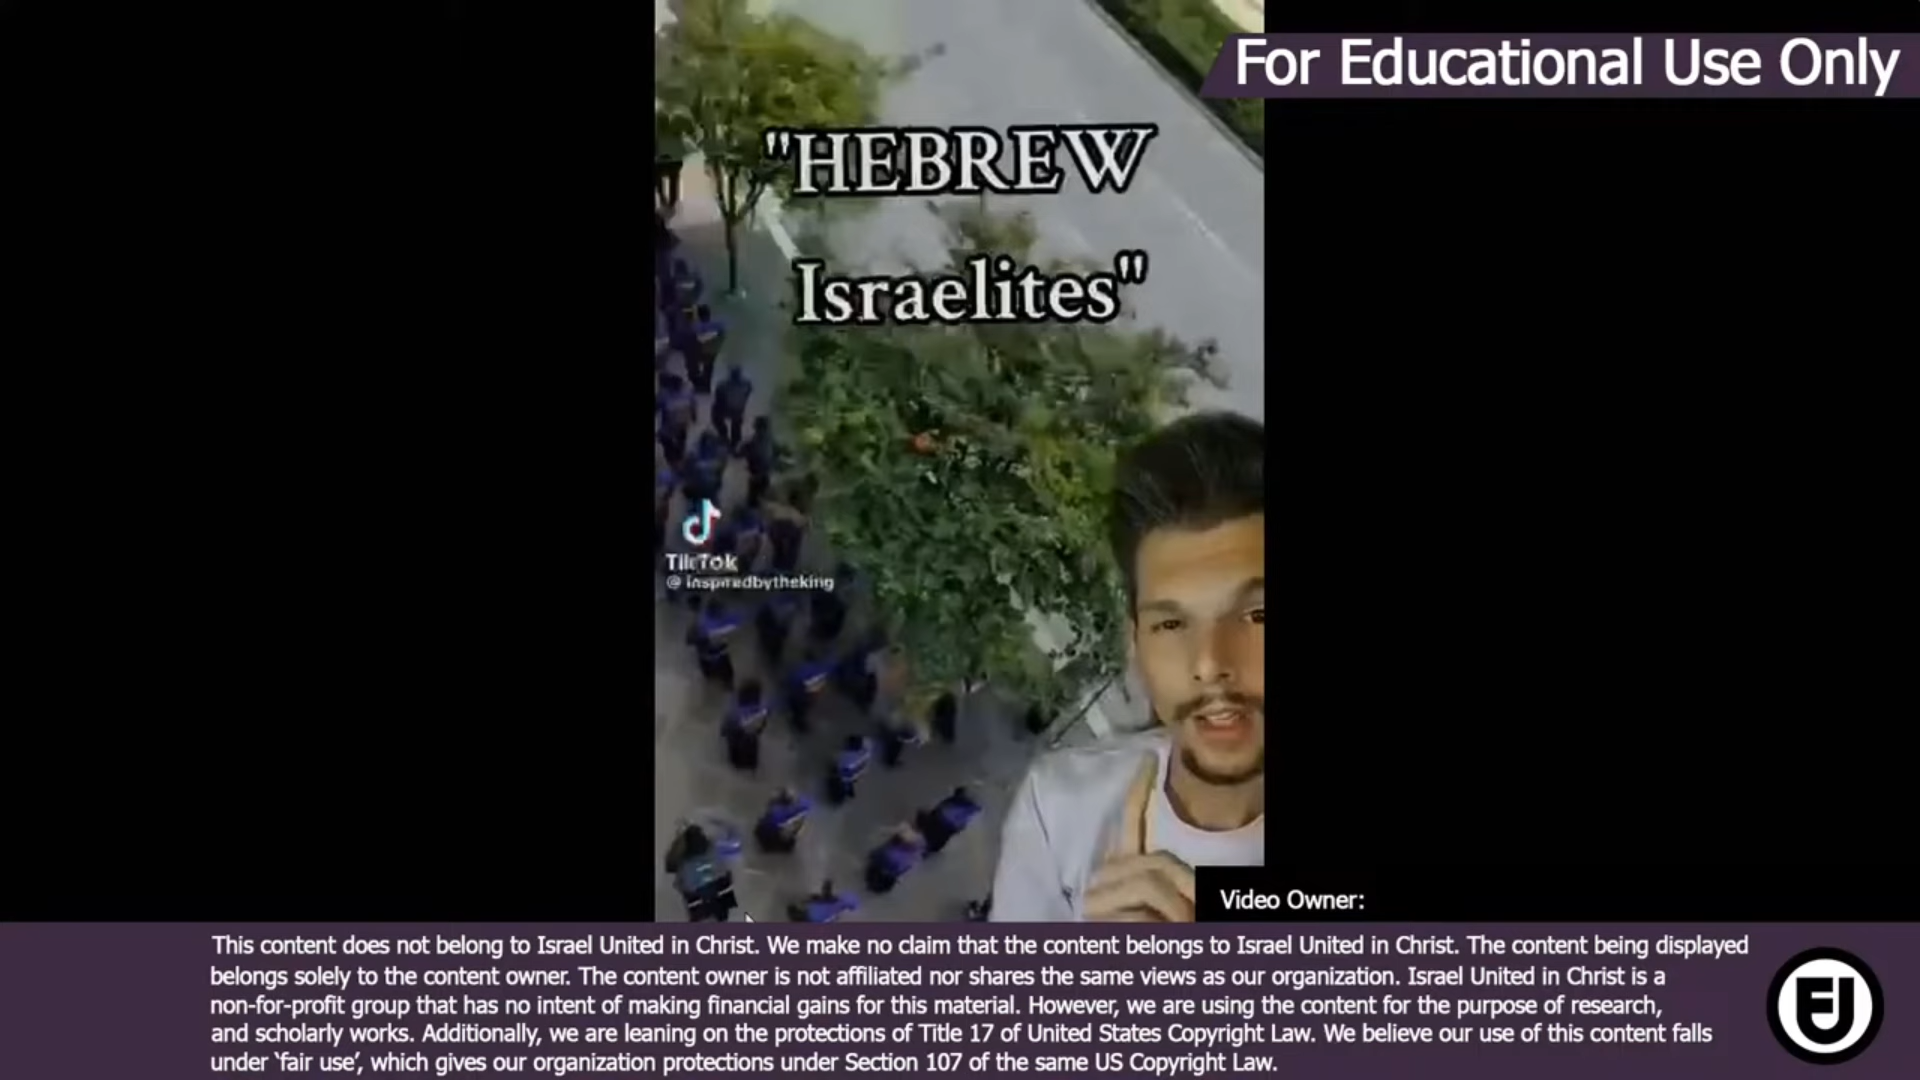 For Educational Use Only
"HEBREW
Israelites"
TikTok
@ inspiredbytheking
Video Owner:
This content does not belong to Israel United in Christ. We make no claim that the content belongs to Israel United in Christ. The content being displayed
belongs solely to the content owner. The content owner is not affiliated nor shares the same views as our organization. Israel United in Christ is a
non-for-profit group that has no intent of making financial gains for this material. However, we are using the content for the purpose of research,
and scholarly works. Additionally, we are leaning on the protections of Title 17 of United States Copyright Law. We believe our use of this content falls
under 'fair use', which gives our organization protections under Section 107 of the same US Copyright Law.